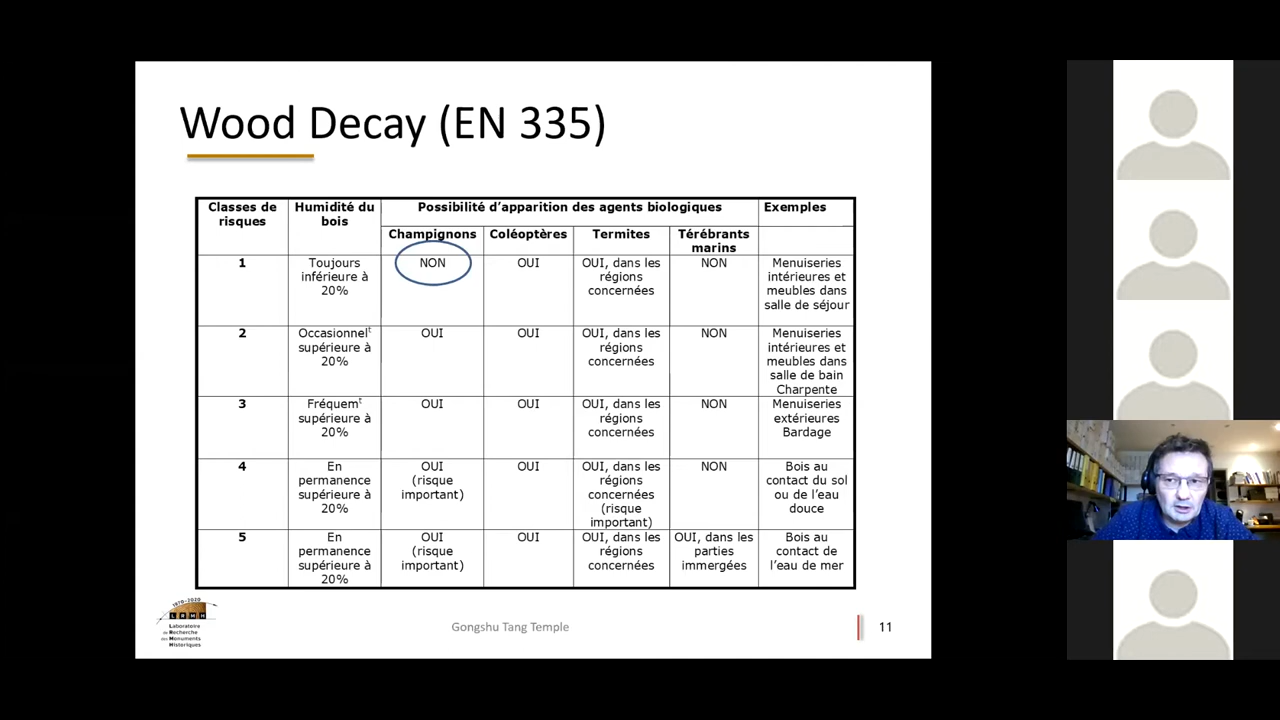 Wood Decay (EN 335)
Classes de
risques
Humidité du
bois
Possibilité d’apparition des agents biologiques
Exemples
Champignons
Coléoptères
Termites
Térébrants
marins
1
Toujours
inférieure à
20%
NON
OUI
OUI, dans les
régions
concernées
NON
Menuiseries
intérieures et
meubles dans
salle de séjour
2
Occasionnelᵗ
supérieure à
20%
OUI
OUI
OUI, dans les
régions
concernées
NON
Menuiseries
intérieures et
meubles dans
salle de bain
Charpente
3
Fréquemᵗ
supérieure à
20%
OUI
OUI
OUI, dans les
régions
concernées
NON
Menuiseries
extérieures
Bardage
4
En
permanence
supérieure à
20%
OUI
(risque
important)
OUI
OUI, dans les
régions
concernées
(risque
important)
NON
Bois au
contact du sol
ou de l’eau
douce
5
En
permanence
supérieure à
20%
OUI
(risque
important)
OUI
OUI, dans les
régions
concernées
OUI, dans les
parties
immergées
Bois au
contact de
l’eau de mer
1970-2020
L R M H
Laboratoire
de Recherche
des Monuments
Historiques
Gongshu Tang Temple
11